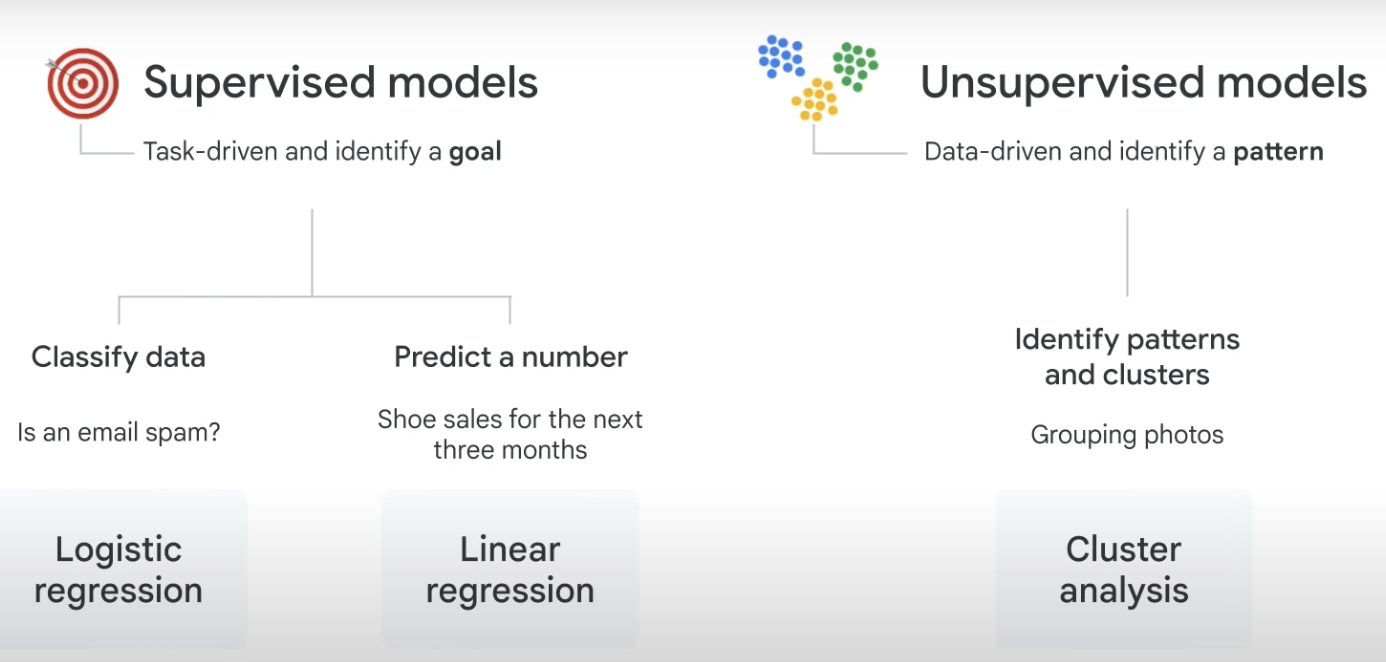 Supervised models
Task-driven and identify a goal
Classify data
Is an email spam?
Logistic
regression
Predict a number
Shoe sales for the next
three months
Linear
regression
Unsupervised models
Data-driven and identify a pattern
Identify patterns
and clusters
Grouping photos
Cluster
analysis